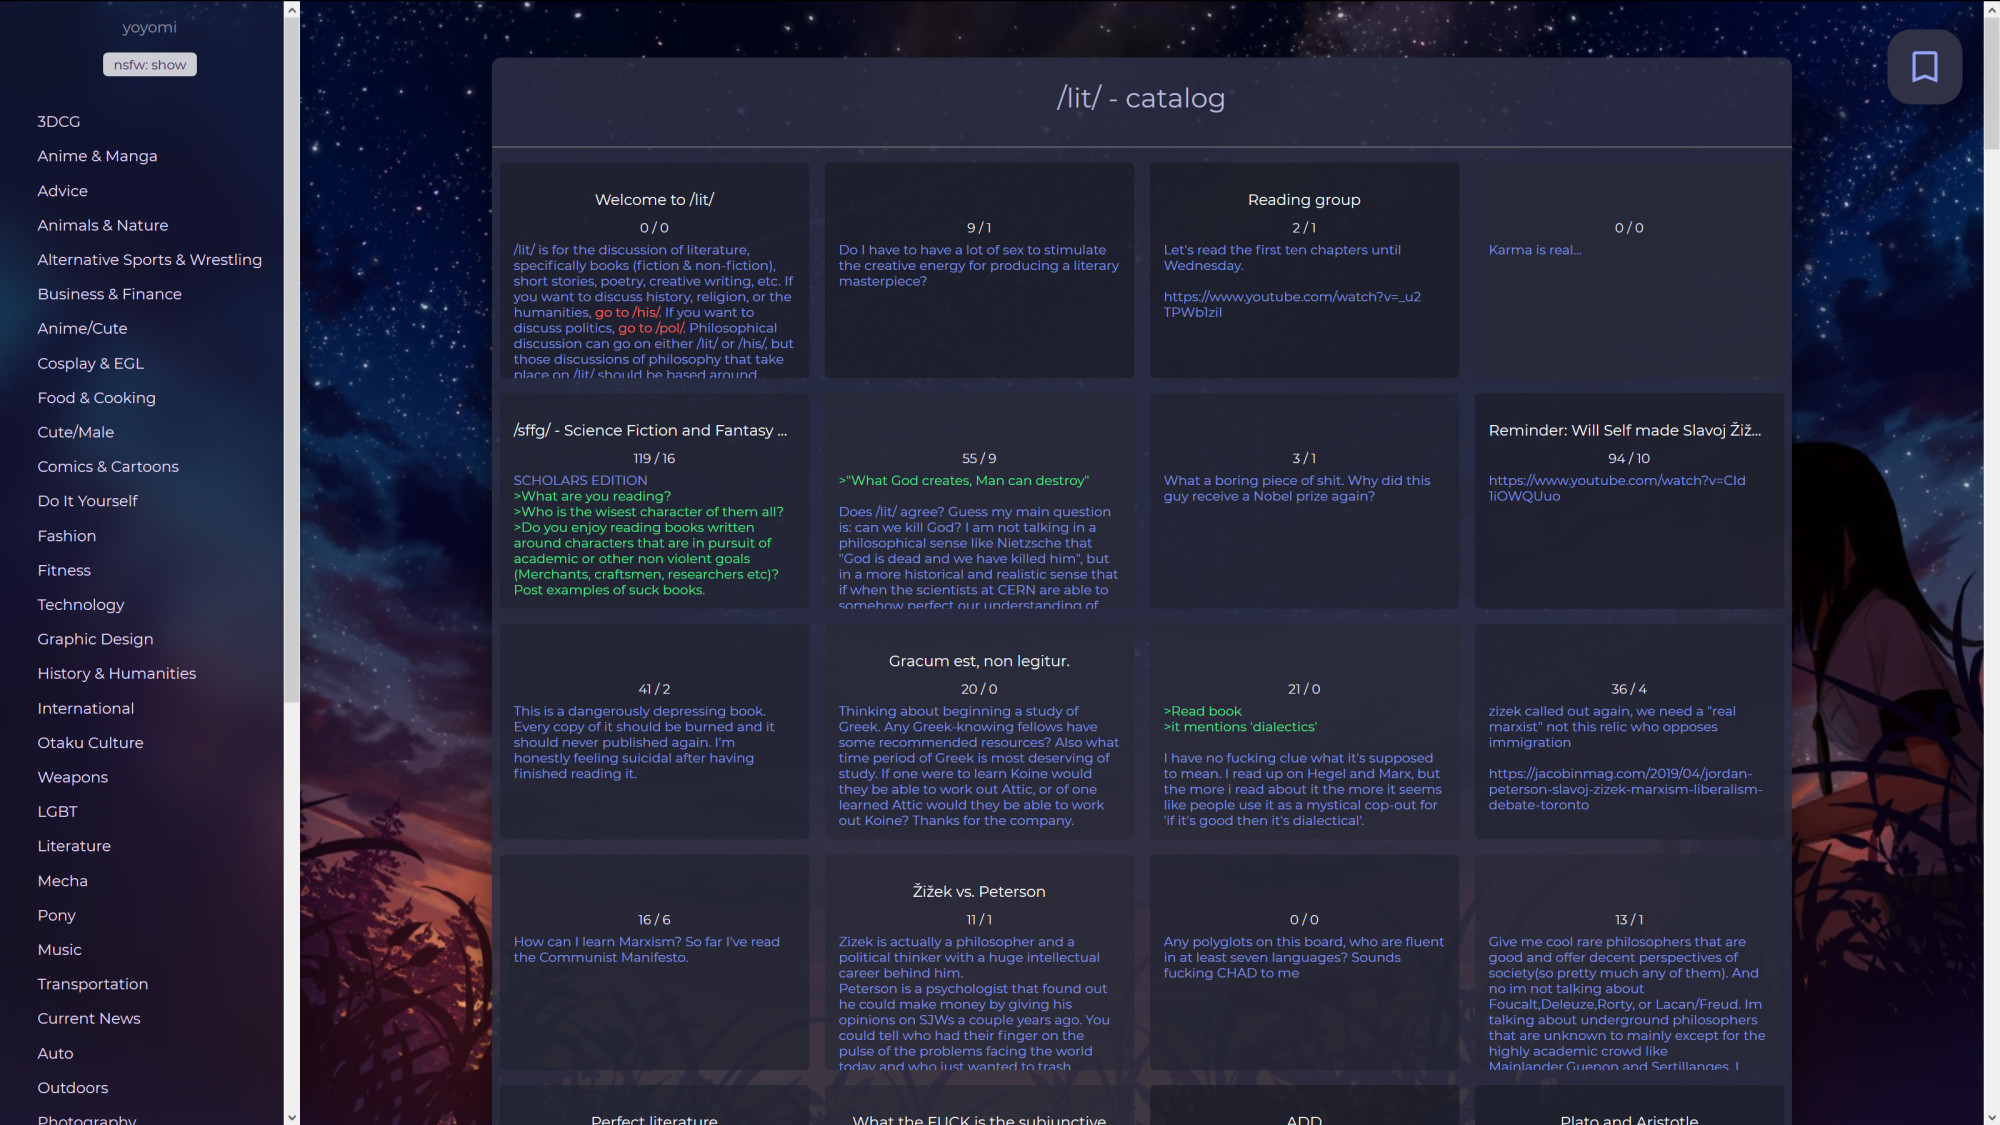 yoyomi
nsfw: show
3DCG
Anime & Manga
Advice
Animals & Nature
Alternative Sports & Wrestling
Business & Finance
Anime/Cute
Cosplay & EGL
Food & Cooking
Cute/Male
Comics & Cartoons
Do It Yourself
Fashion
Fitness
Technology
Graphic Design
History & Humanities
International
Otaku Culture
Weapons
LGBT
Literature
Mecha
Pony
Music
Transportation
Current News
Auto
Outdoors
Photography
/lit/ - catalog
Welcome to /lit/
0 / 0
/lit/ is for the discussion of literature,
specifically books (fiction & non-fiction),
short stories, poetry, creative writing, etc. If
you want to discuss history, religion, or the
humanities, go to /his/. If you want to
discuss politics, go to /pol/. Philosophical
discussion can go on either /lit/ or /his/, but
those discussions of philosophy that take
place on /lit/ should be based around
9 / 1
Do I have to have a lot of sex to stimulate
the creative energy for producing a literary
masterpiece?
Reading group
2 / 1
Let's read the first ten chapters until
Wednesday.
https://www.youtube.com/watch?v=_u2
TPWb1ziI
0 / 0
Karma is real...
/sffg/ - Science Fiction and Fantasy ...
119 / 16
SCHOLARS EDITION
>What are you reading?
>Who is the wisest character of them all?
>Do you enjoy reading books written
around characters that are in pursuit of
academic or other non violent goals
(Merchants, craftsmen, researchers etc)?
Post examples of suck books.
55 / 9
>"What God creates, Man can destroy"
Does /lit/ agree? Guess my main question
is: can we kill God? I am not talking in a
philosophical sense like Nietzsche that
"God is dead and we have killed him", but
in a more historical and realistic sense that
if when the scientists at CERN are able to
somehow perfect our understanding of
3 / 1
What a boring piece of shit. Why did this
guy receive a Nobel prize again?
Reminder: Will Self made Slavoj Žiž...
94 / 10
https://www.youtube.com/watch?v=CId
1iOWQUuo
41 / 2
This is a dangerously depressing book.
Every copy of it should be burned and it
should never published again. I'm
honestly feeling suicidal after having
finished reading it.
Gracum est, non legitur.
20 / 0
Thinking about beginning a study of
Greek. Any Greek-knowing fellows have
some recommended resources? Also what
time period of Greek is most deserving of
study. If one were to learn Koine would
they be able to work out Attic, or of one
learned Attic would they be able to work
out Koine? Thanks for the company.
21 / 0
>Read book
>it mentions 'dialectics'
I have no fucking clue what it's supposed
to mean. I read up on Hegel and Marx, but
the more i read about it the more it seems
like people use it as a mystical cop-out for
'if it's good then it's dialectical'.
36 / 4
zizek called out again, we need a "real
marxist" not this relic who opposes
immigration
https://jacobinmag.com/2019/04/jordan-
peterson-slavoj-zizek-marxism-liberalism-
debate-toronto
16 / 6
How can I learn Marxism? So far I've read
the Communist Manifesto.
Žižek vs. Peterson
11 / 1
Zizek is actually a philosopher and a
political thinker with a huge intellectual
career behind him.
Peterson is a psychologist that found out
he could make money by giving his
opinions on SJWs a couple years ago. You
could tell who had their finger on the
pulse of the problems facing the world
today and who just wanted to trash
0 / 0
Any polyglots on this board, who are fluent
in at least seven languages? Sounds
fucking CHAD to me
13 / 1
Give me cool rare philosophers that are
good and offer decent perspectives of
society(so pretty much any of them). And
no im not talking about
Foucalt,Deleuze,Rorty, or Lacan/Freud. Im
talking about underground philosophers
that are unknown to mainly except for the
highly academic crowd like
Mainlander,Guenon and Sertillanges. I
Perfect literature
What the FUCK is the subjunctive
ADD
Plato and Aristotle